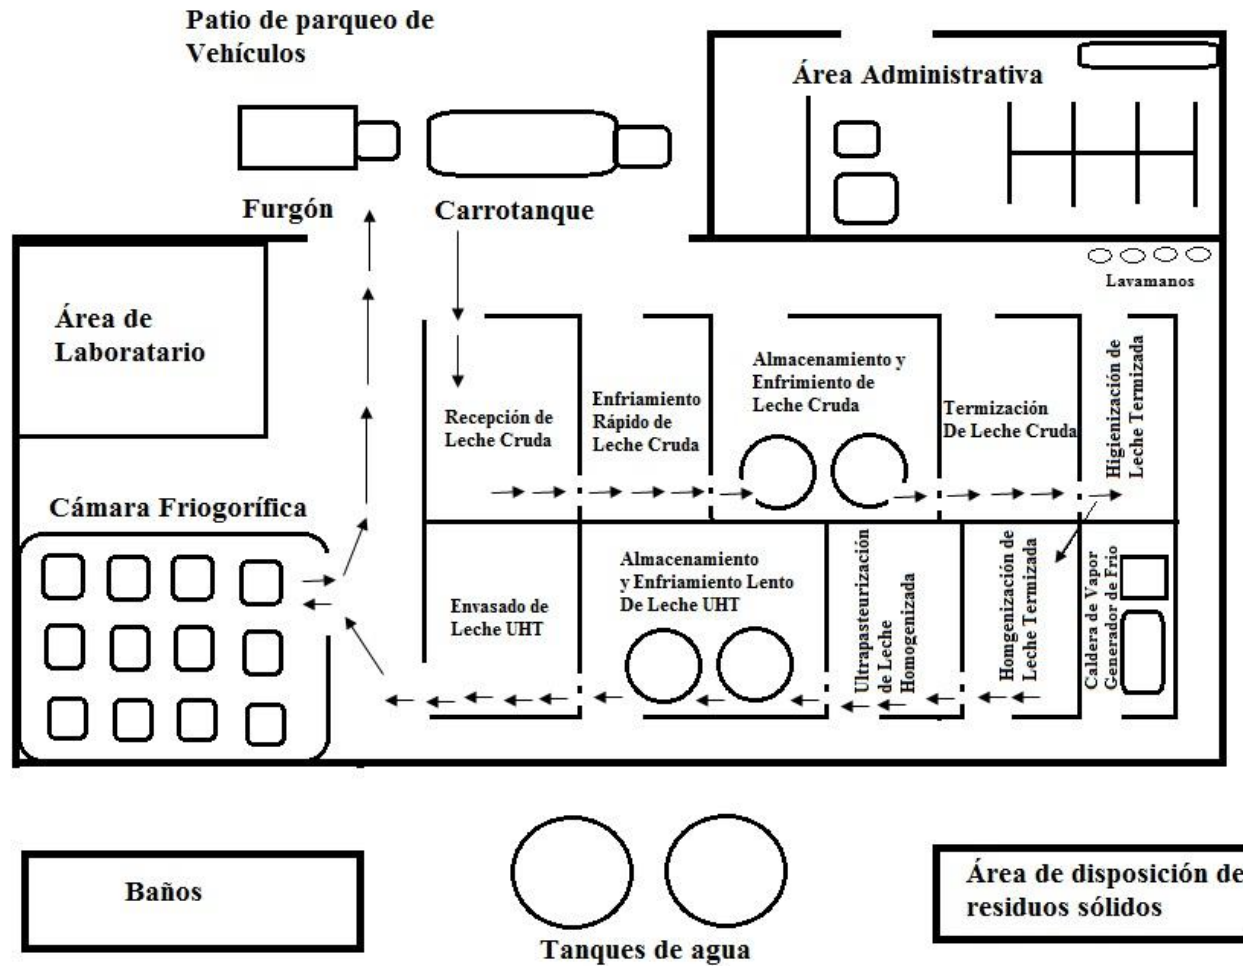 Patio de parqueo de
Vehículos
Área Administrativa
Furgón
Carrotanque
Lavamanos
Área de
Laboratario
Recepción de
Leche Cruda
Enfriamiento
Rápido de
Leche Cruda
Almacenamiento y
Enfrimiento de
Leche Cruda
Termización
De Leche Cruda
Higienización de
Leche Termizada
Cámara Friogorífica
Envasado de
Leche UHT
Almacenamiento
y Enfriamiento Lento
De Leche UHT
Ultrapasteurización
de Leche
Homogenizada
Homgenización de
Leche Termizada
Caldera de Vapor
Generador de Frio
Baños
Tanques de agua
Área de disposición de
residuos sólidos